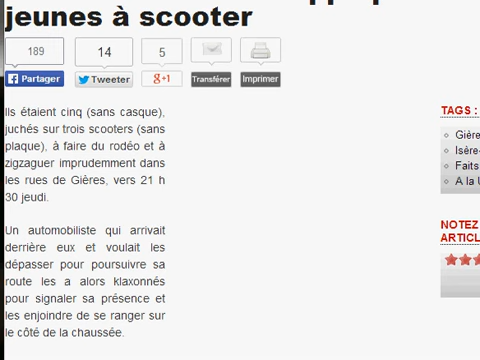 jeunes à scooter
189
14
5
Partager
Tweeter
g+1
Transférer
Imprimer
Ils étaient cinq (sans casque),
juchés sur trois scooters (sans
plaque), à faire du rodéo et à
zigzaguer imprudemment dans
les rues de Gières, vers 21 h
30 jeudi.
Un automobiliste qui arrivait
derrière eux et voulait les
dépasser pour poursuivre sa
route les a alors klaxonnés
pour signaler sa présence et
les enjoindre de se ranger sur
le côté de la chaussée.
TAGS :
Gière
Isère-
Faits
A la U
NOTEZ
ARTICL